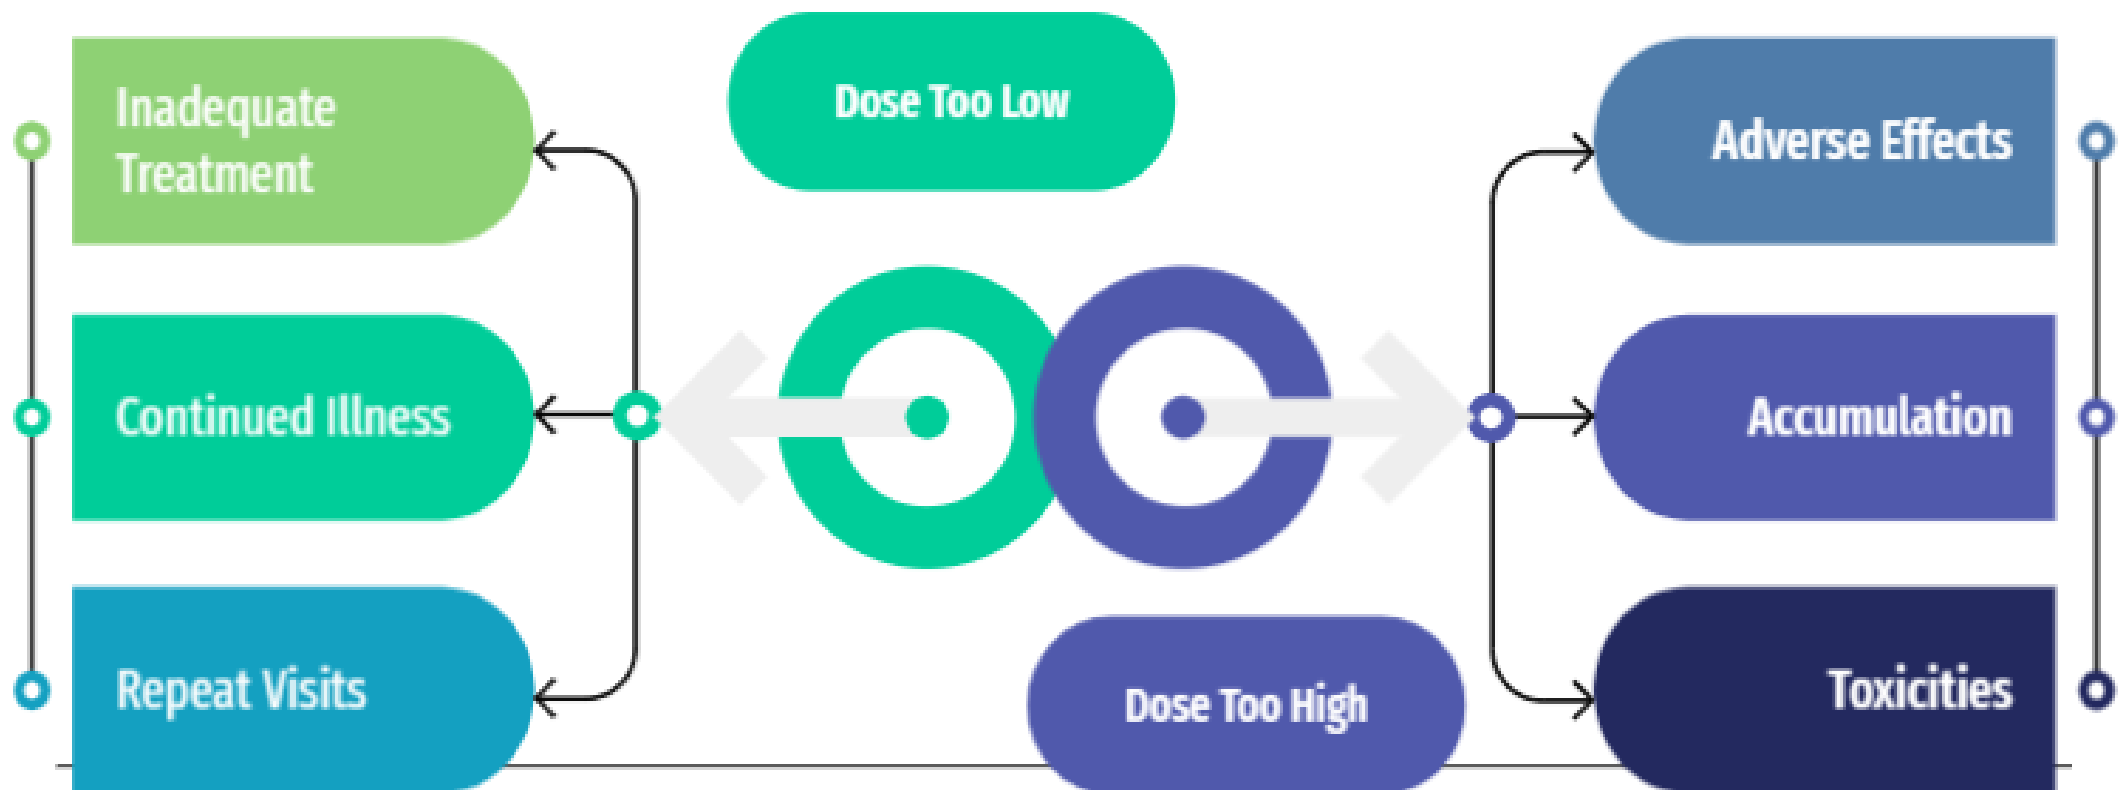 Inadequate
Treatment
Continued Illness
Repeat Visits
Dose Too Low
Dose Too High
Adverse Effects
Accumulation
Toxicities